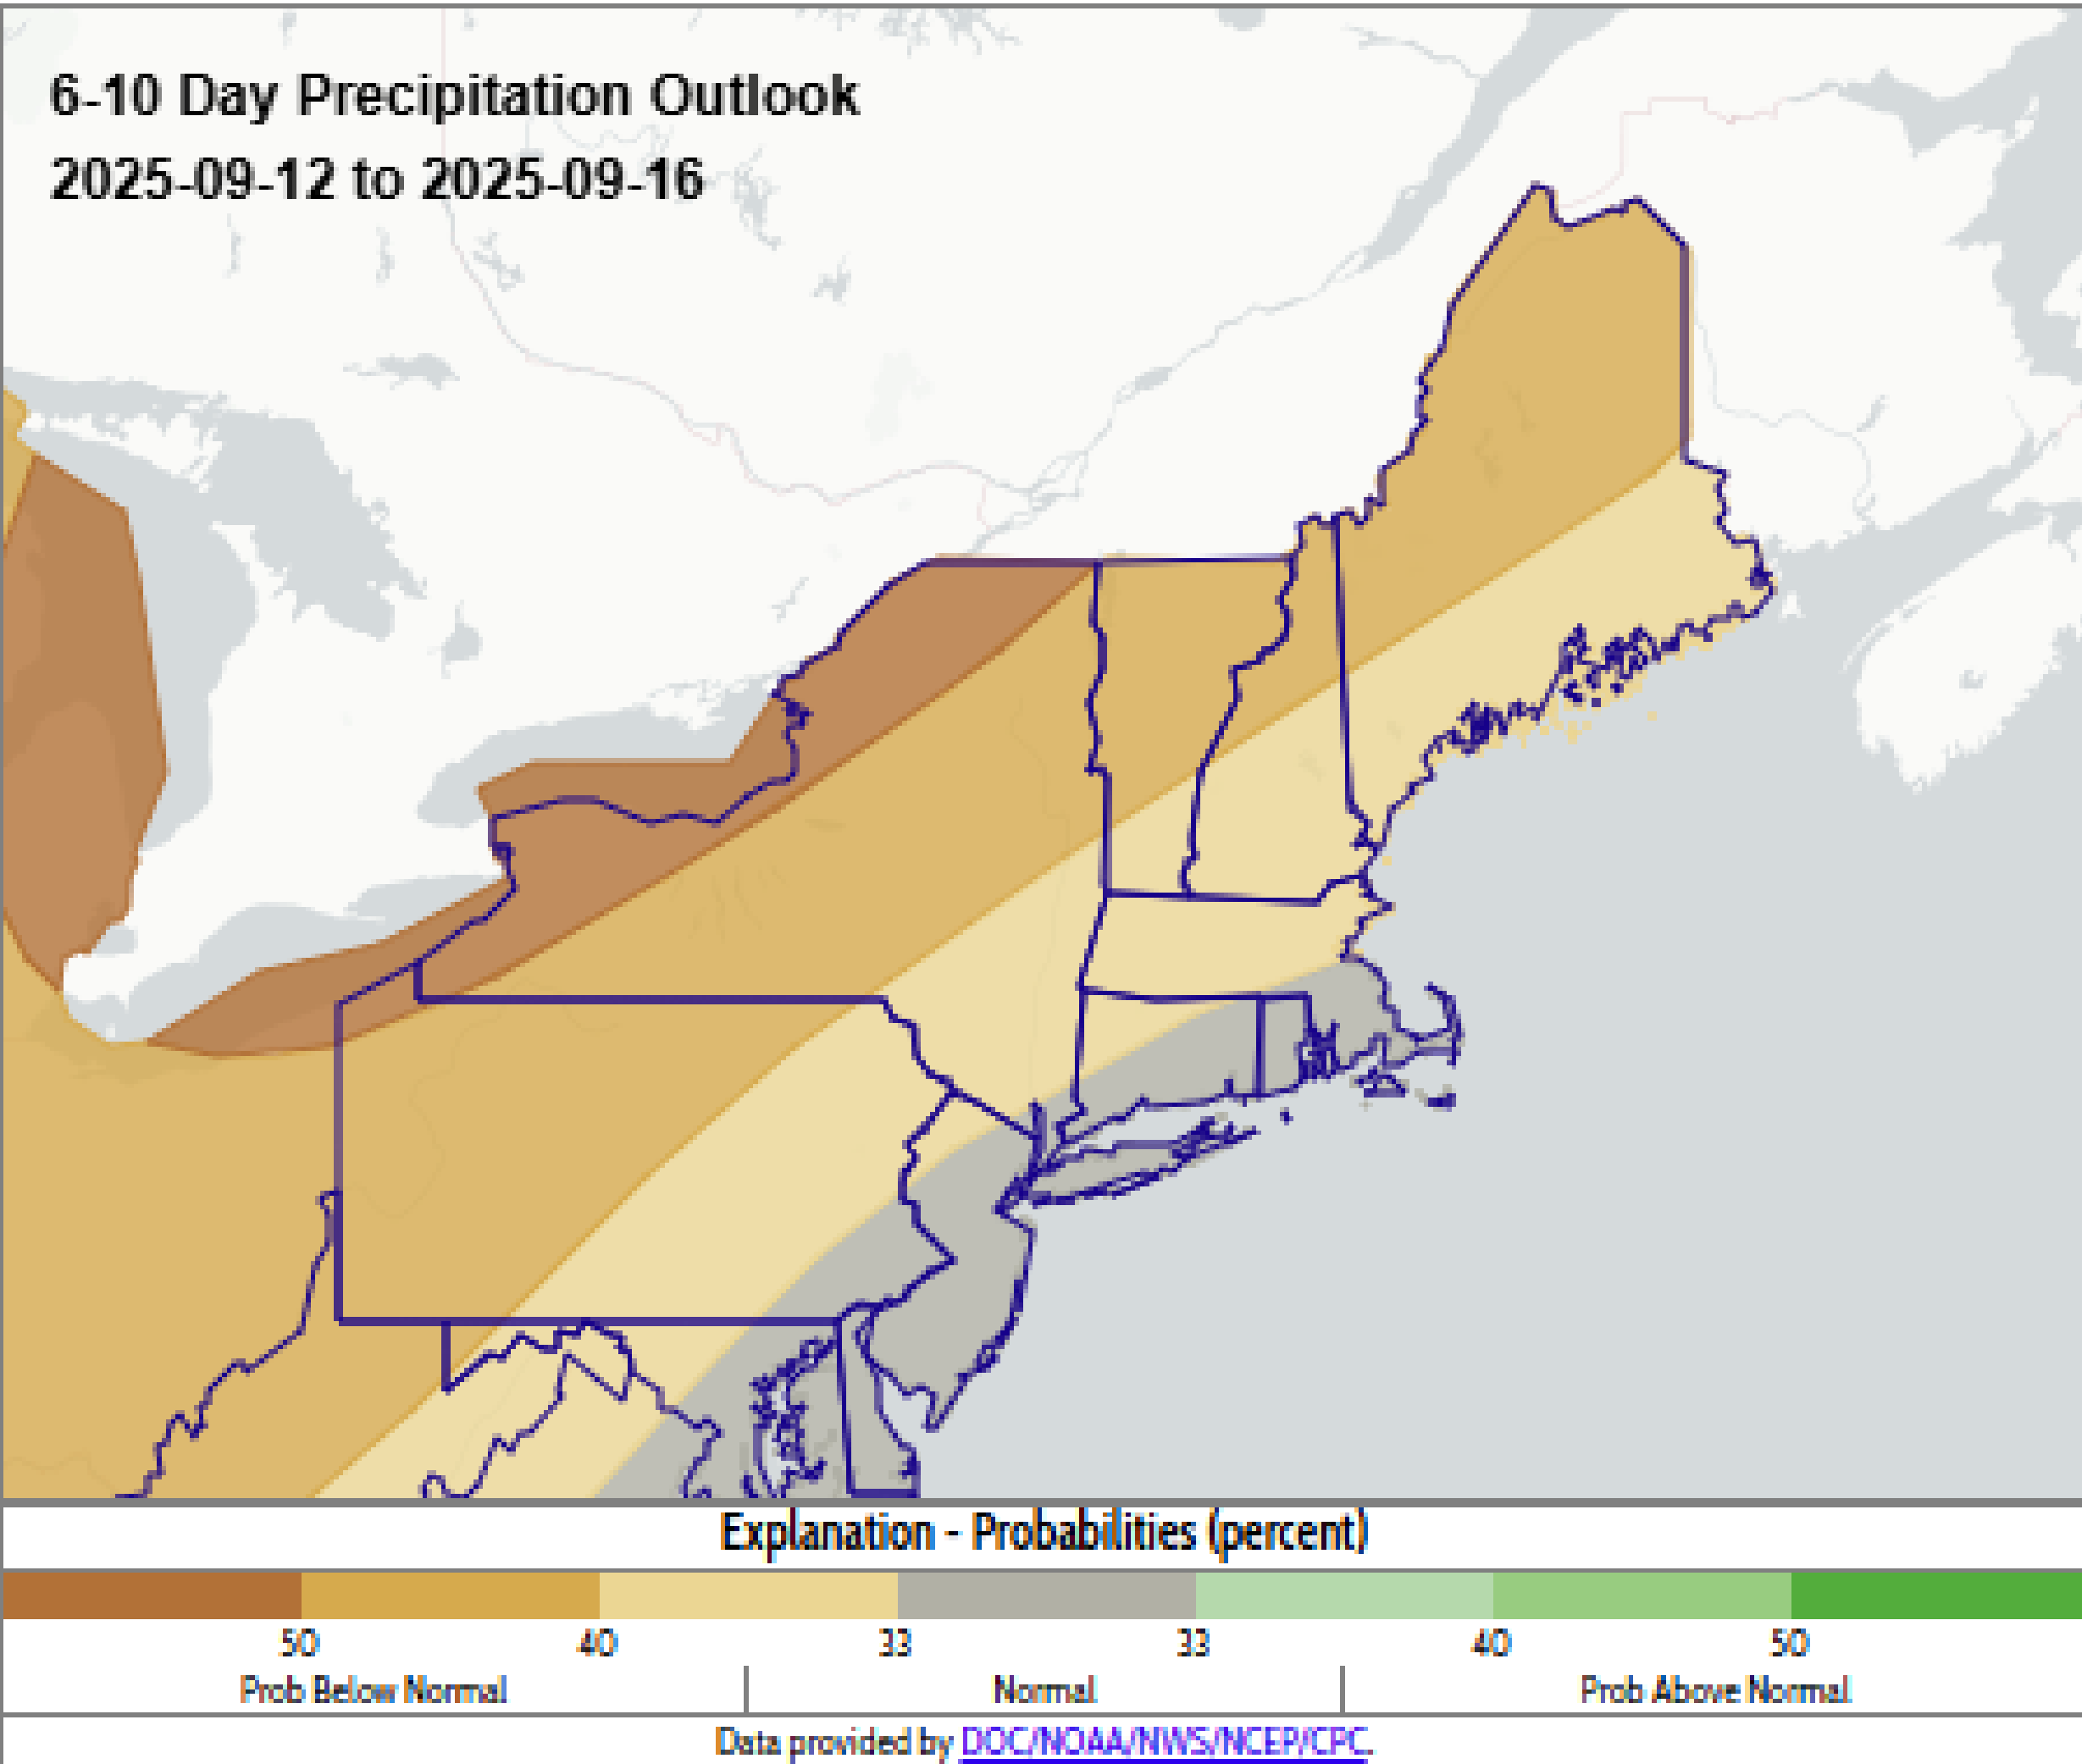 6-10 Day Precipitation Outlook
2025-09-12 to 2025-09-16
Explanation - Probabilities (percent)
50 40 33 33 40 50
Prob Below Normal Normal Prob Above Normal
Data provided by DOC/NOAA/NWS/NCEP/CPC.